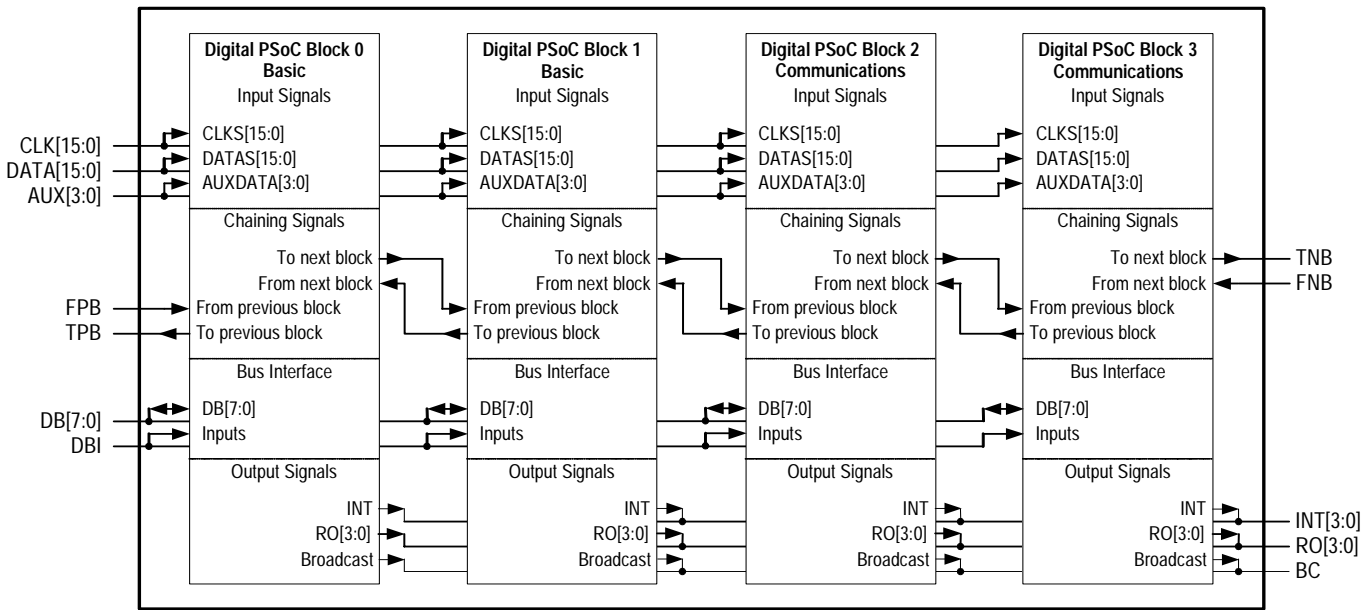 Digital PSoC Block 0
Basic
Input Signals
CLKS[15:0]
DATAS[15:0]
AUXDATA[3:0]
Chaining Signals
To next block
From next block
From previous block
To previous block
Bus Interface
DB[7:0]
Inputs
Output Signals
INT
RO[3:0]
Broadcast
Digital PSoC Block 1
Basic
Input Signals
CLKS[15:0]
DATAS[15:0]
AUXDATA[3:0]
Chaining Signals
To next block
From next block
From previous block
To previous block
Bus Interface
DB[7:0]
Inputs
Output Signals
INT
RO[3:0]
Broadcast
Digital PSoC Block 2
Communications
Input Signals
CLKS[15:0]
DATAS[15:0]
AUXDATA[3:0]
Chaining Signals
To next block
From next block
From previous block
To previous block
Bus Interface
DB[7:0]
Inputs
Output Signals
INT
RO[3:0]
Broadcast
Digital PSoC Block 3
Communications
Input Signals
CLKS[15:0]
DATAS[15:0]
AUXDATA[3:0]
Chaining Signals
To next block
From next block
From previous block
To previous block
Bus Interface
DB[7:0]
Inputs
Output Signals
INT
RO[3:0]
Broadcast
CLK[15:0]
DATA[15:0]
AUX[3:0]
FPB
TPB
DB[7:0]
DBI
TNB
FNB
INT[3:0]
RO[3:0]
BC